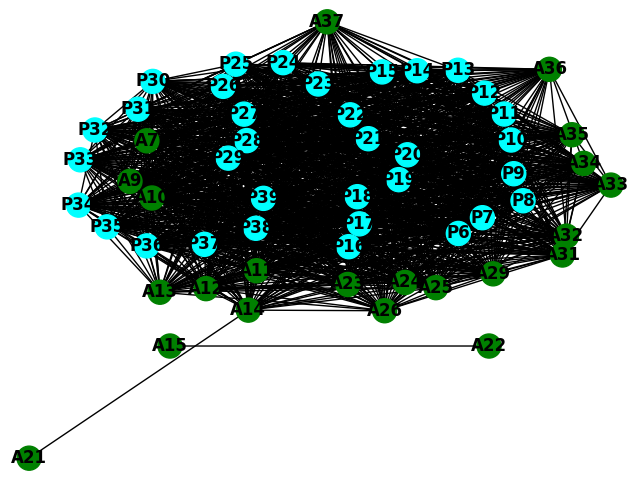 A37
P25 P24
P23 P15 P14 P13 A36
P30 P26 P12
P31 P27 P22 P11
P32 A7 P28 P21 P10 A35
P33 P29 P20 A34
A9 P19 P9 A33
A10 P39 P18 P8
P34 P7
P35 P38 P17 P6 A32
P36 P37 P16 A31
A11 A29
A13 A12 A23 A24 A25
A14 A26
A15 A22
A21